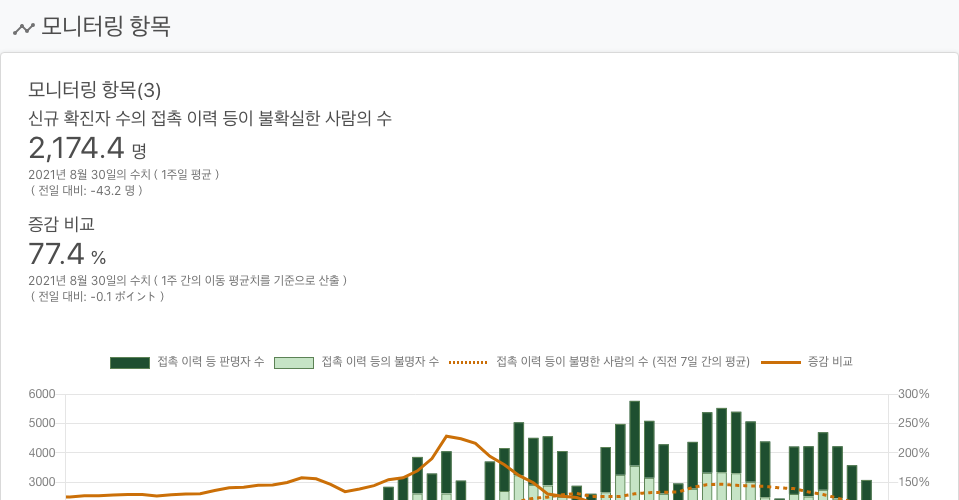 모니터링 항목
모니터링 항목(3)
신규 확진자 수의 접촉 이력 등이 불확실한 사람의 수
2,174.4 명
2021년 8월 30일의 수치 ( 1주일 평균 )
( 전일 대비: -43.2 명 )
증감 비교
77.4 %
2021년 8월 30일의 수치 ( 1주 간의 이동 평균치를 기준으로 산출 )
( 전일 대비: -0.1 ポイント )
접촉 이력 등 판명자 수 접촉 이력 등의 불명자 수 접촉 이력 등이 불명한 사람의 수 (직전 7일 간의 평균) 증감 비교
6000 300%
5000 250%
4000 200%
3000 150%